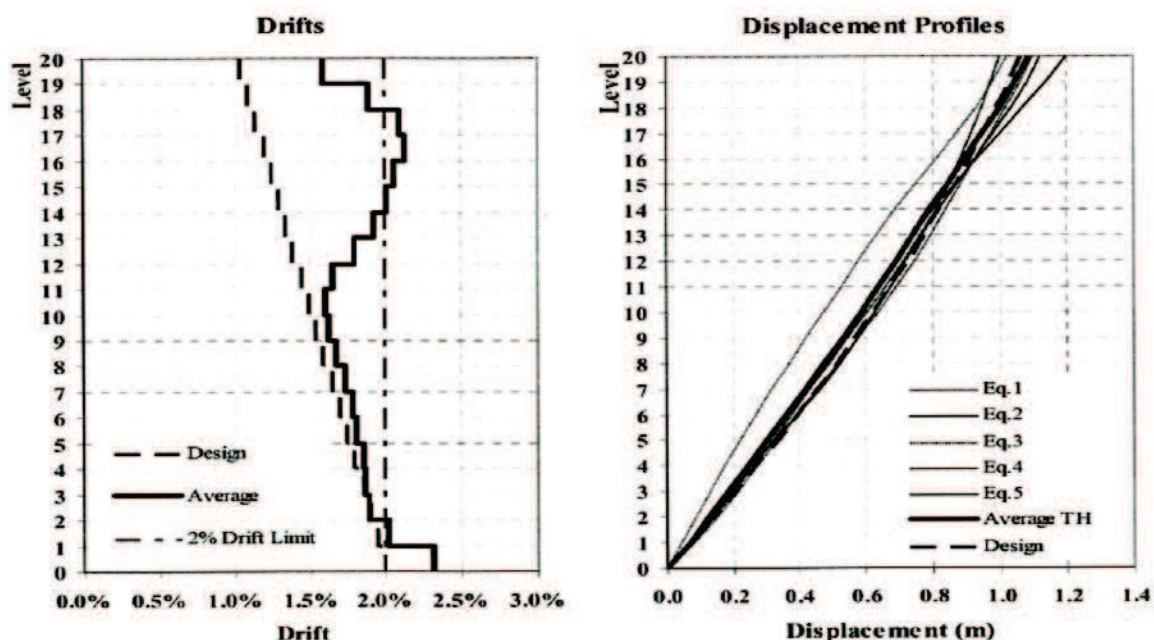 Drifts
Level
20
19
18
17
16
15
14
13
12
11
10
9
8
7
6
5
4
3
2
1
0
Design
Average
2% Drift Limit
0.0% 0.5% 1.0% 1.5% 2.0% 2.5% 3.0%
Drift
Displacement Profiles
Level
20
19
18
17
16
15
14
13
12
11
10
9
8
7
6
5
4
3
2
1
0
Eq.1
Eq.2
Eq.3
Eq.4
Eq.5
Average TH
Design
0.0 0.2 0.4 0.6 0.8 1.0 1.2 1.4
Displacement (m)